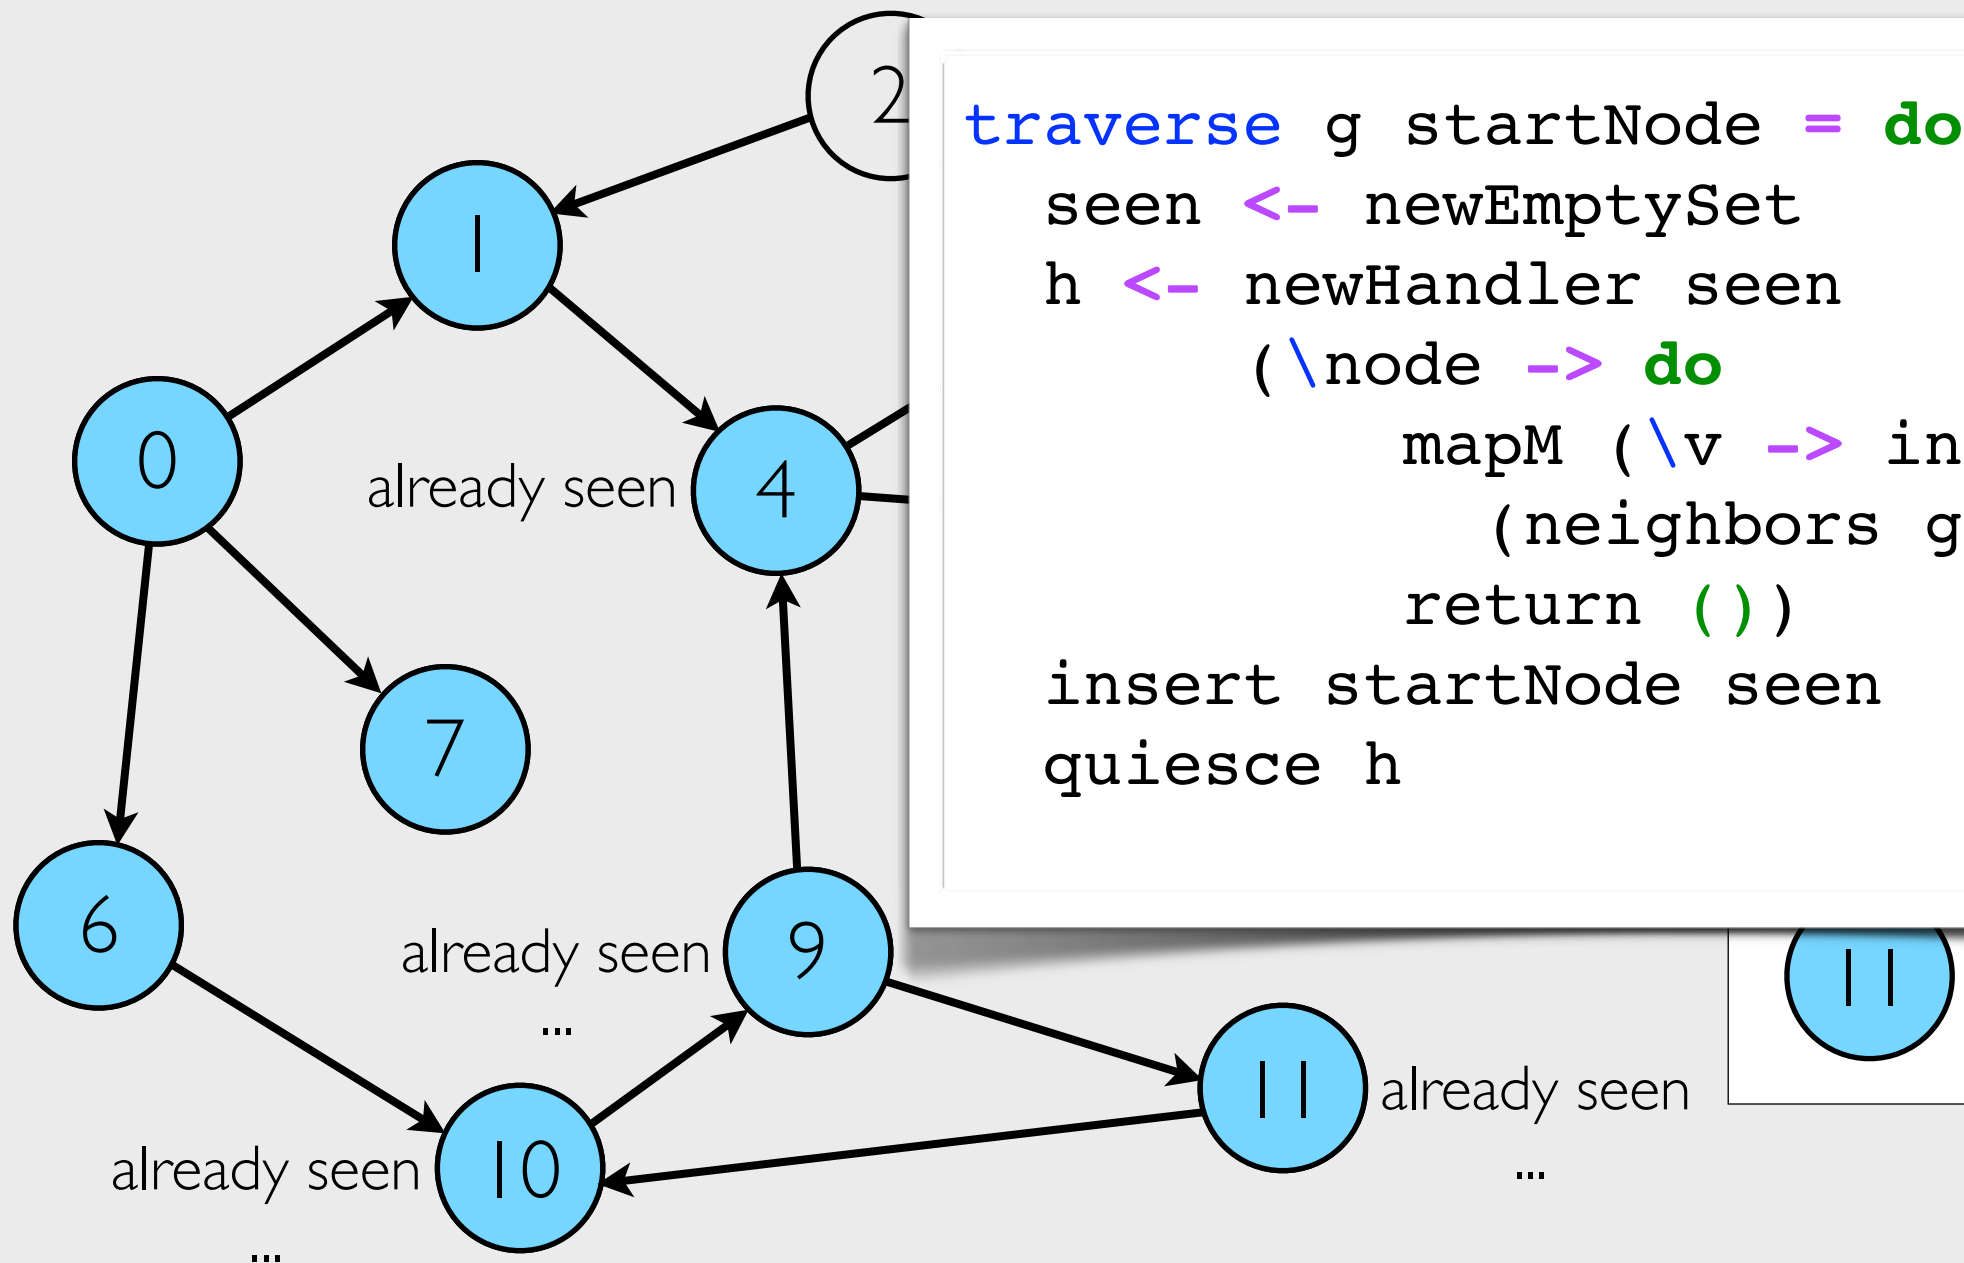 2
traverse g startNode = do
seen <- newEmptySet
1
h <- newHandler seen
(\node -> do
0
mapM (\v -> in
already seen
4
(neighbors g
return ())
insert startNode seen
7
quiesce h
6
already seen
9
...
11
11
already seen
already seen
10
...
...